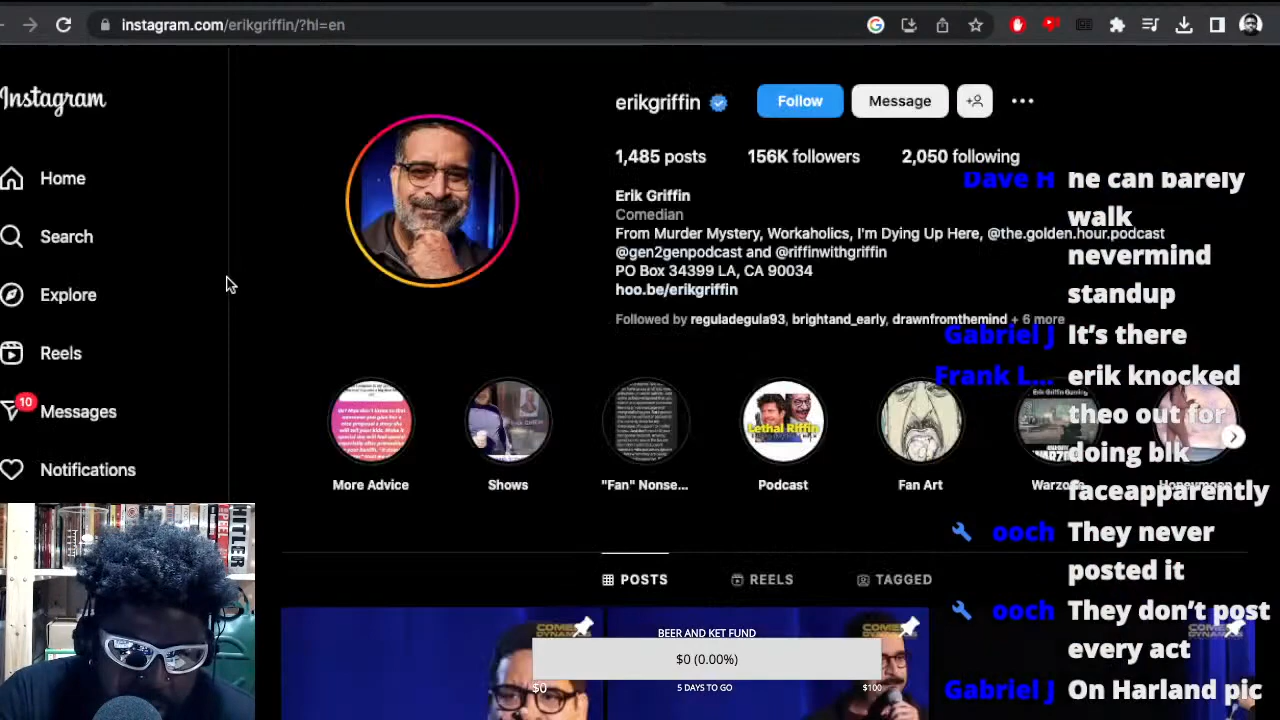 instagram.com/erikgriffin/?hl=en
Instagram
Home
Search
Explore
Reels
10
Messages
Notifications
erikgriffin
Follow
Message
1,485 posts
156K followers
2,050 following
Erik Griffin
Comedian
From Murder Mystery, Workaholics, I'm Dying Up Here, @the.golden.hour.podcast
@gen2genpodcast and @riffinwithgriffin
PO Box 34399 LA, CA 90034
hoo.be/erikgriffin
Followed by reguladegula93, brightand_early, drawnfromthemind + 6 more
Lethal Riffin
More Advice
Shows
"Fan" Nonse...
Podcast
Fan Art
Warzone
Honeymoon
POSTS
REELS
TAGGED
Dave H he can barely
walk
nevermind
standup
Gabriel J It’s there
Frank L... erik knocked
theo out for
doing blk
faceapparently
ooch They never
posted it
ooch They don’t post
every act
Gabriel J On Harland pic
HITLER
BEER AND KET FUND
$0 (0.00%)
$0
5 DAYS TO GO
$100